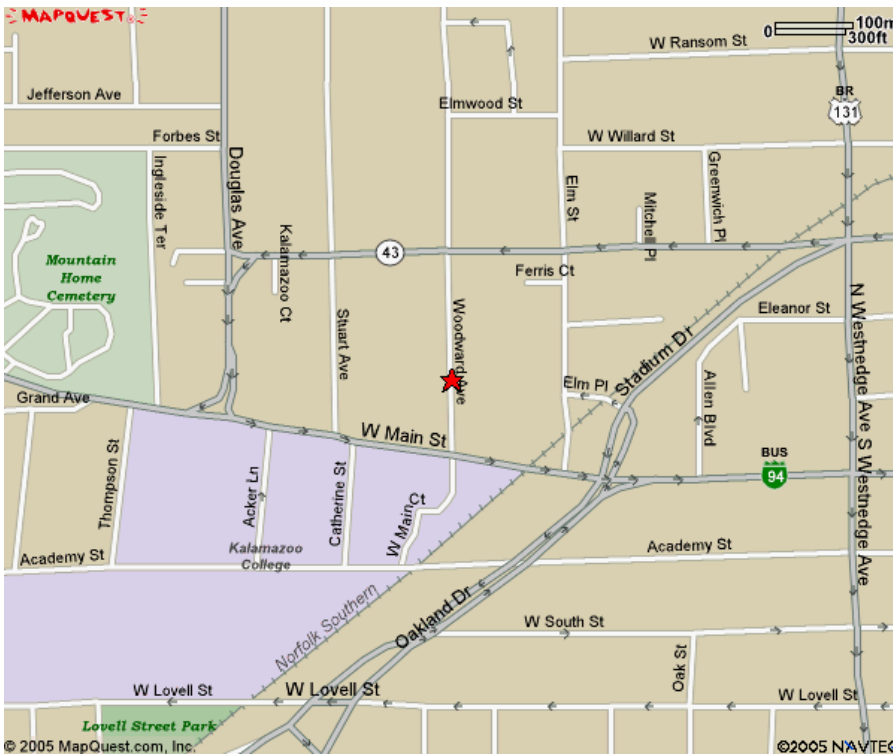 MAPQUEST
0 100m
300ft
W Ransom St
Jefferson Ave
Elmwood St
BR
131
Forbes St
W Willard St
Ingleside Ter
Douglas Ave
Elm St
Mitchell Pl
Greenwich Pl
Kalamazoo Ct
43
Mountain
Home
Cemetery
Ferris Ct
Stuart Ave
Woodward Ave
Stadium Dr
Eleanor St
N Westnedge Ave
S Westnedge Ave
Grand Ave
Elm Pl
Allen Blvd
W Main St
Thompson St
Acker Ln
Catherine St
W Main Ct
BUS
94
Kalamazoo
College
Academy St
Academy St
Norfolk Southern
Oakland Dr
W South St
Oak St
W Lovell St
W Lovell St
W Lovell St
Lovell Street Park
© 2005 MapQuest.com, Inc.
©2005 NAVTEQ